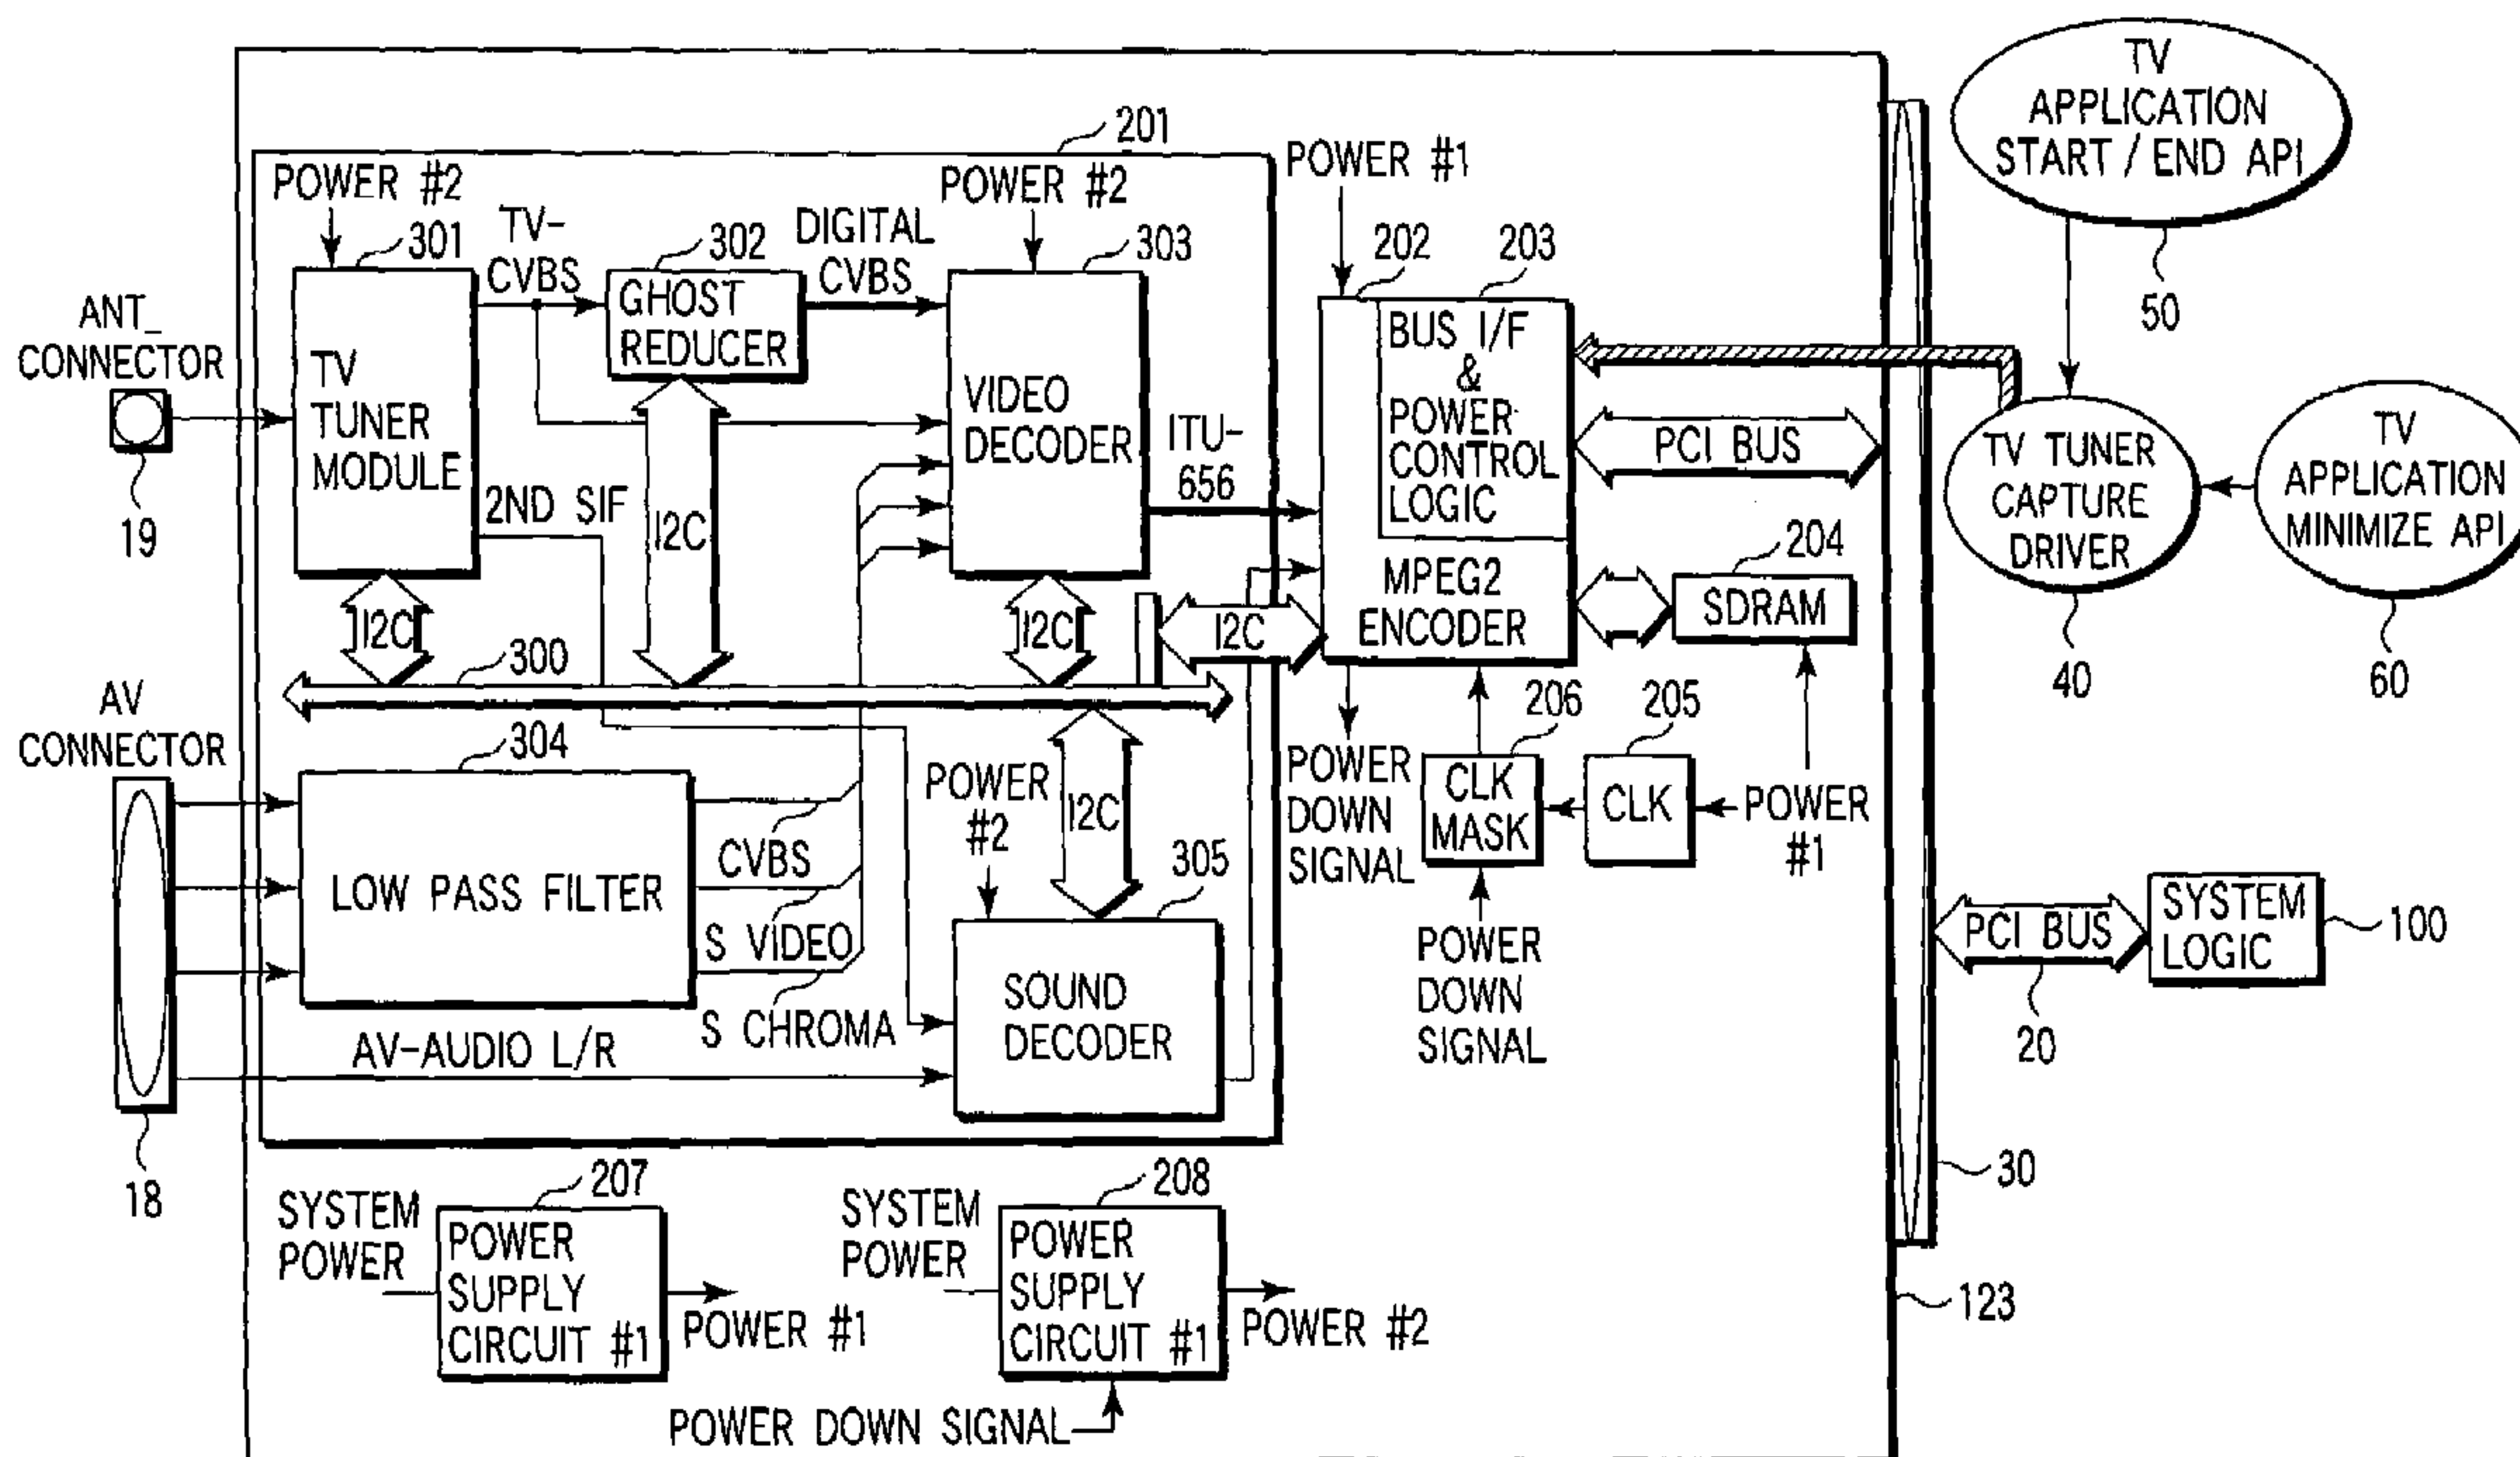 TV
APPLICATION
START / END API
50
201
POWER #2
POWER #2
POWER #1
301
TV-
CVBS
302
DIGITAL
CVBS
303
202
203
ANT_
CONNECTOR
19
TV
TUNER
MODULE
GHOST
REDUCER
VIDEO
DECODER
ITU-
656
BUS I/F
&
POWER
CONTROL
LOGIC
MPEG2
ENCODER
PCI BUS
TV TUNER
CAPTURE
DRIVER
40
TV
APPLICATION
MINIMIZE API
60
2ND SIF
I2C
I2C
I2C
I2C
204
SDRAM
300
206
205
AV
CONNECTOR
18
304
LOW PASS FILTER
CVBS
S VIDEO
S CHROMA
AV-AUDIO L/R
POWER
#2
I2C
305
SOUND
DECODER
POWER
DOWN
SIGNAL
CLK
MASK
CLK
POWER
#1
POWER
DOWN
SIGNAL
PCI BUS
20
SYSTEM
LOGIC
100
30
123
SYSTEM
POWER
207
POWER
SUPPLY
CIRCUIT #1
POWER #1
SYSTEM
POWER
208
POWER
SUPPLY
CIRCUIT #1
POWER #2
POWER DOWN SIGNAL